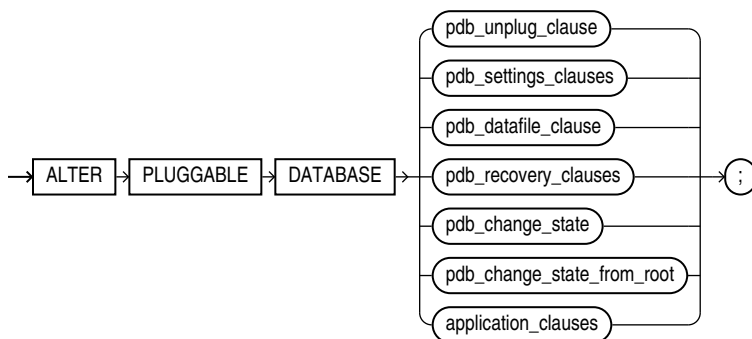 pdb_unplug_clause
pdb_settings_clauses
pdb_datafile_clause
ALTER PLUGGABLE DATABASE pdb_recovery_clauses ;
pdb_change_state
pdb_change_state_from_root
application_clauses